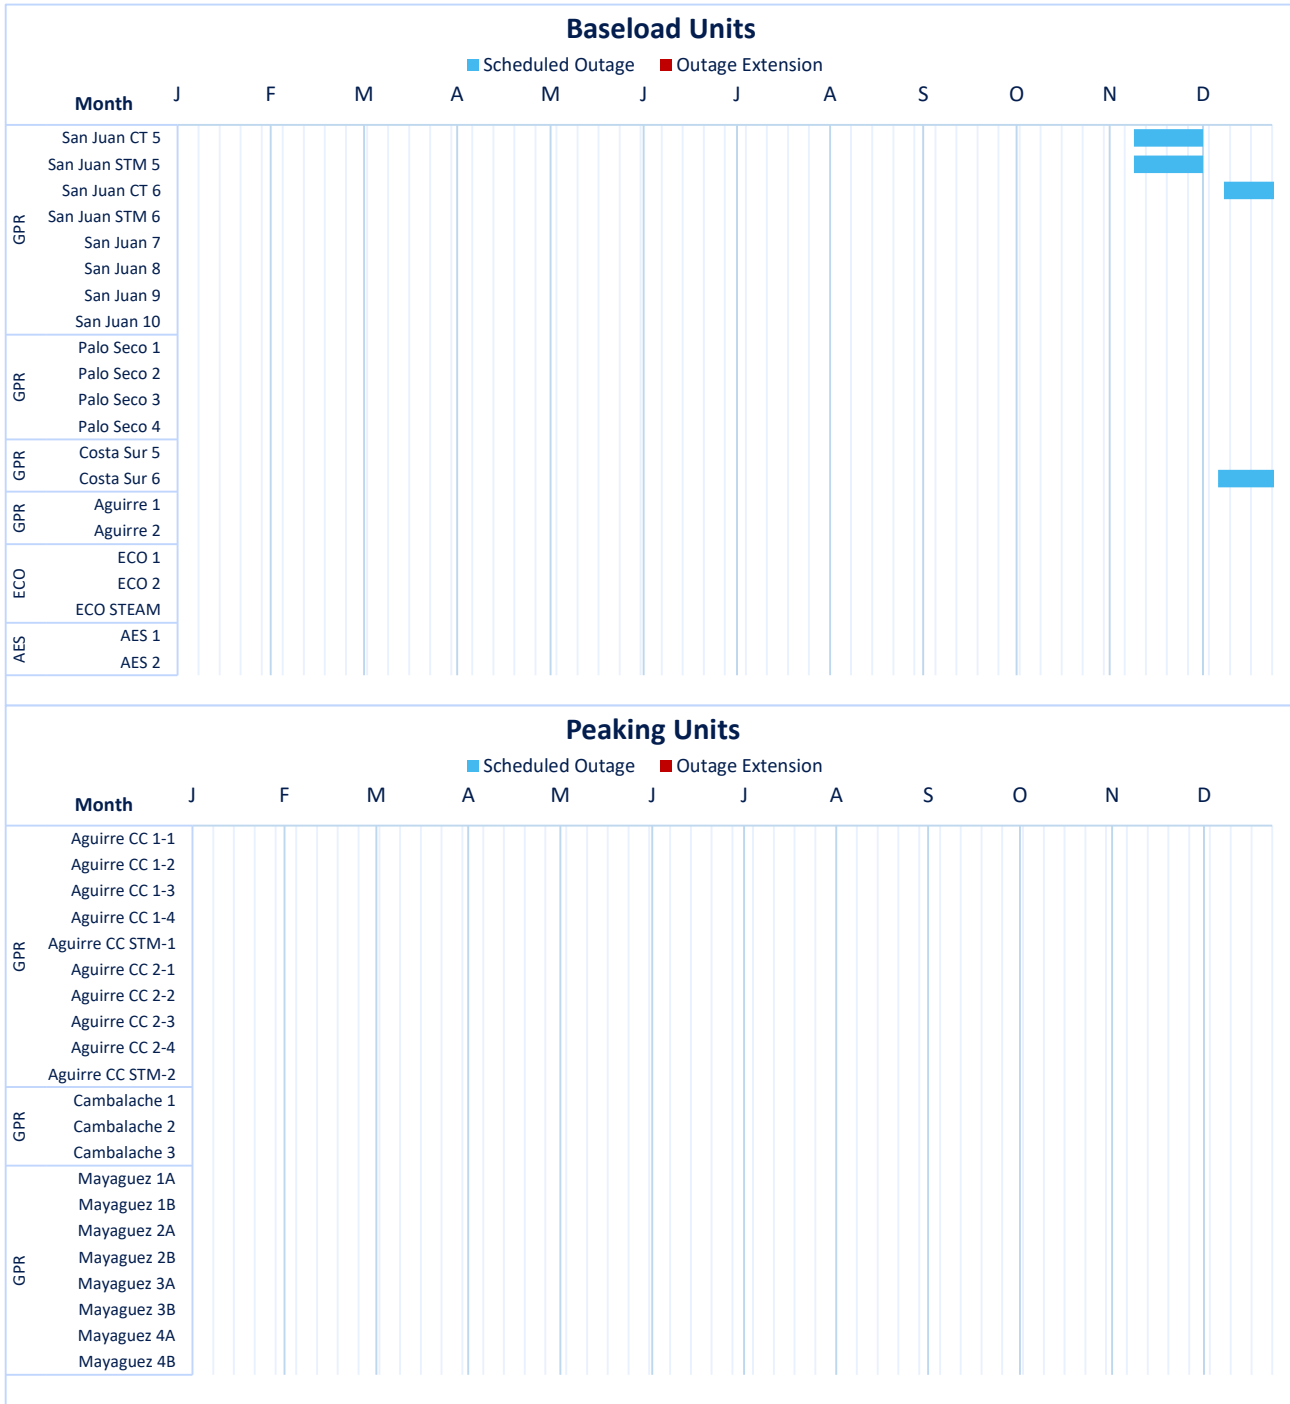 Baseload Units
Scheduled Outage Outage Extension
Month J F M A M J J A S O N D
GPR
San Juan CT 5
San Juan STM 5
San Juan CT 6
San Juan STM 6
San Juan 7
San Juan 8
San Juan 9
San Juan 10
GPR
Palo Seco 1
Palo Seco 2
Palo Seco 3
Palo Seco 4
GPR
Costa Sur 5
Costa Sur 6
GPR
Aguirre 1
Aguirre 2
ECO
ECO 1
ECO 2
ECO STEAM
AES
AES 1
AES 2
Peaking Units
Scheduled Outage Outage Extension
Month J F M A M J J A S O N D
GPR
Aguirre CC 1-1
Aguirre CC 1-2
Aguirre CC 1-3
Aguirre CC 1-4
Aguirre CC STM-1
Aguirre CC 2-1
Aguirre CC 2-2
Aguirre CC 2-3
Aguirre CC 2-4
Aguirre CC STM-2
GPR
Cambalache 1
Cambalache 2
Cambalache 3
GPR
Mayaguez 1A
Mayaguez 1B
Mayaguez 2A
Mayaguez 2B
Mayaguez 3A
Mayaguez 3B
Mayaguez 4A
Mayaguez 4B